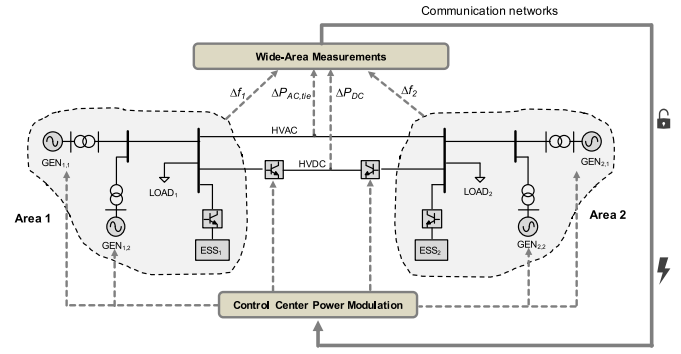 Communication networks
Wide-Area Measurements
Δf1
ΔPAC,tie
ΔPDC
Δf2
HVAC
HVDC
GEN1,1
GEN2,1
LOAD1
LOAD2
Area 1
Area 2
GEN1,2
GEN2,2
ESS1
ESS2
Control Center Power Modulation